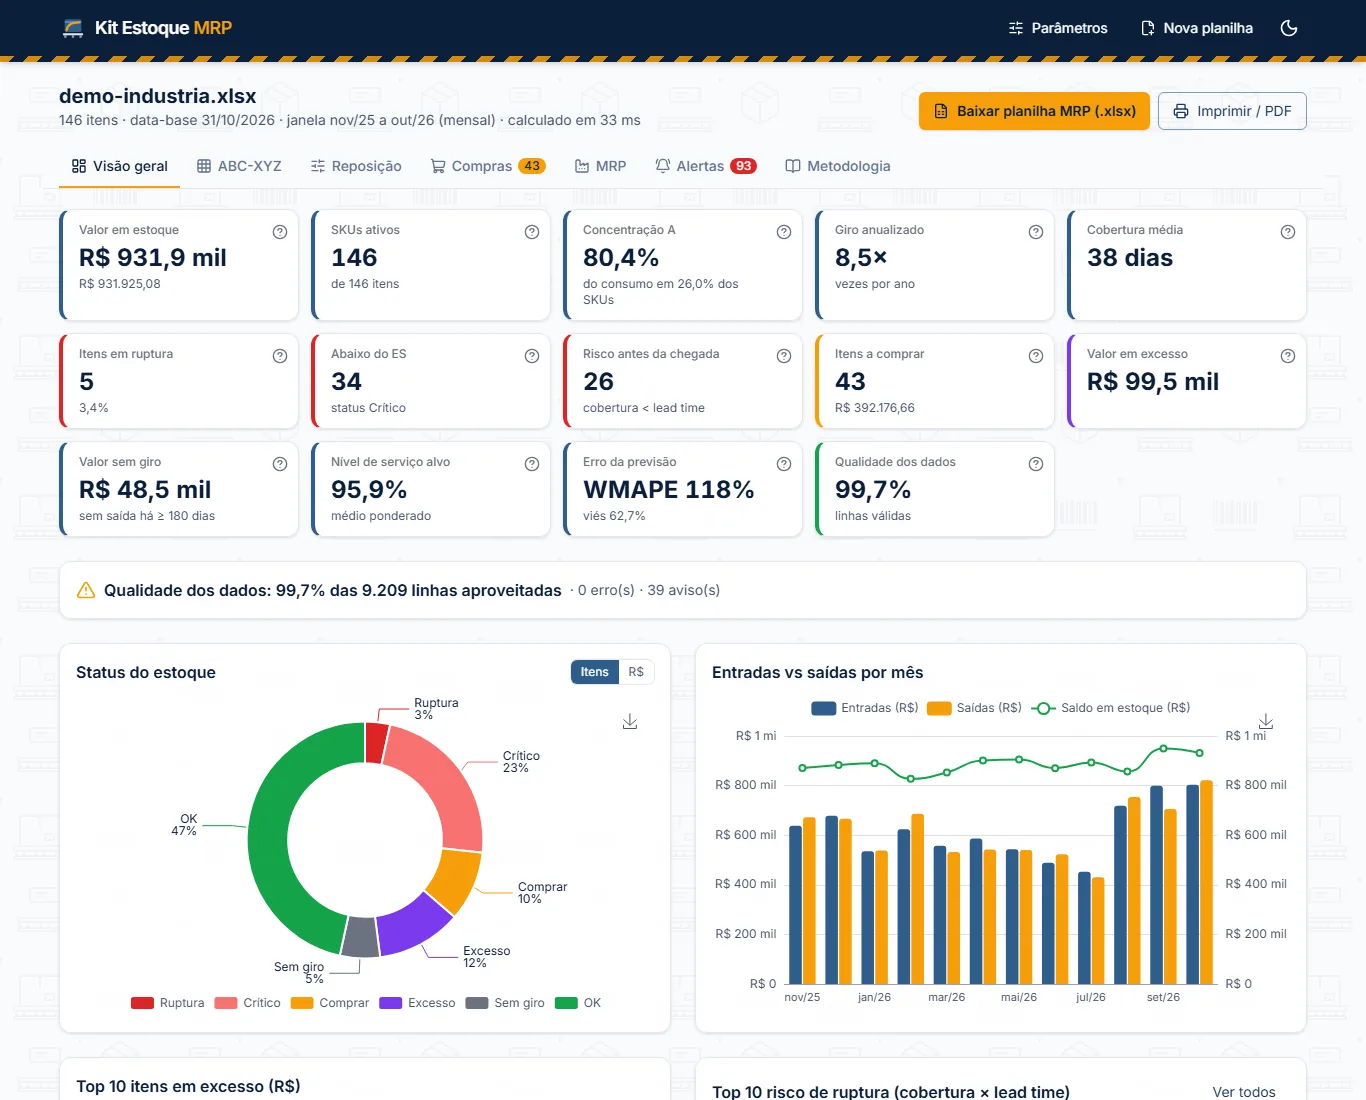 Kit Estoque MRP
Parâmetros
Nova planilha
demo-industria.xlsx
146 itens · data-base 31/10/2026 · janela nov/25 a out/26 (mensal) · calculado em 33 ms
Baixar planilha MRP (.xlsx)
Imprimir / PDF
Visão geral
ABC-XYZ
Reposição
Compras 43
MRP
Alertas 93
Metodologia
Valor em estoque
R$ 931,9 mil
R$ 931.925,08
SKUs ativos
146
de 146 itens
Concentração A
80,4%
do consumo em 26,0% dos
SKUs
Giro anualizado
8,5×
vezes por ano
Cobertura média
38 dias
Itens em ruptura
5
3,4%
Abaixo do ES
34
status Crítico
Risco antes da chegada
26
cobertura < lead time
Itens a comprar
43
R$ 392.176,66
Valor em excesso
R$ 99,5 mil
Valor sem giro
R$ 48,5 mil
sem saída há ≥ 180 dias
Nível de serviço alvo
95,9%
médio ponderado
Erro da previsão
WMAPE 118%
viés 62,7%
Qualidade dos dados
99,7%
linhas válidas
Qualidade dos dados: 99,7% das 9.209 linhas aproveitadas · 0 erro(s) · 39 aviso(s)
Status do estoque
Itens
R$
Ruptura
3%
Crítico
23%
OK
47%
Comprar
10%
Excesso
12%
Sem giro
5%
Ruptura
Crítico
Comprar
Excesso
Sem giro
OK
Entradas vs saídas por mês
Entradas (R$)
Saídas (R$)
Saldo em estoque (R$)
R$ 1 mi
R$ 800 mil
R$ 600 mil
R$ 400 mil
R$ 200 mil
R$ 0
R$ 1 mi
R$ 800 mil
R$ 600 mil
R$ 400 mil
R$ 200 mil
R$ 0
nov/25
jan/26
mar/26
mai/26
jul/26
set/26
Top 10 itens em excesso (R$)
Top 10 risco de ruptura (cobertura × lead time)
Ver todos